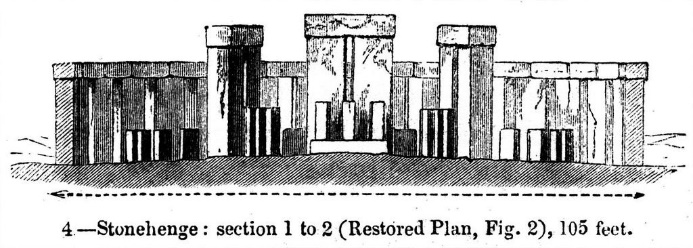 4—Stonehenge: section 1 to 2 (Restored Plan, Fig. 2), 105 feet.